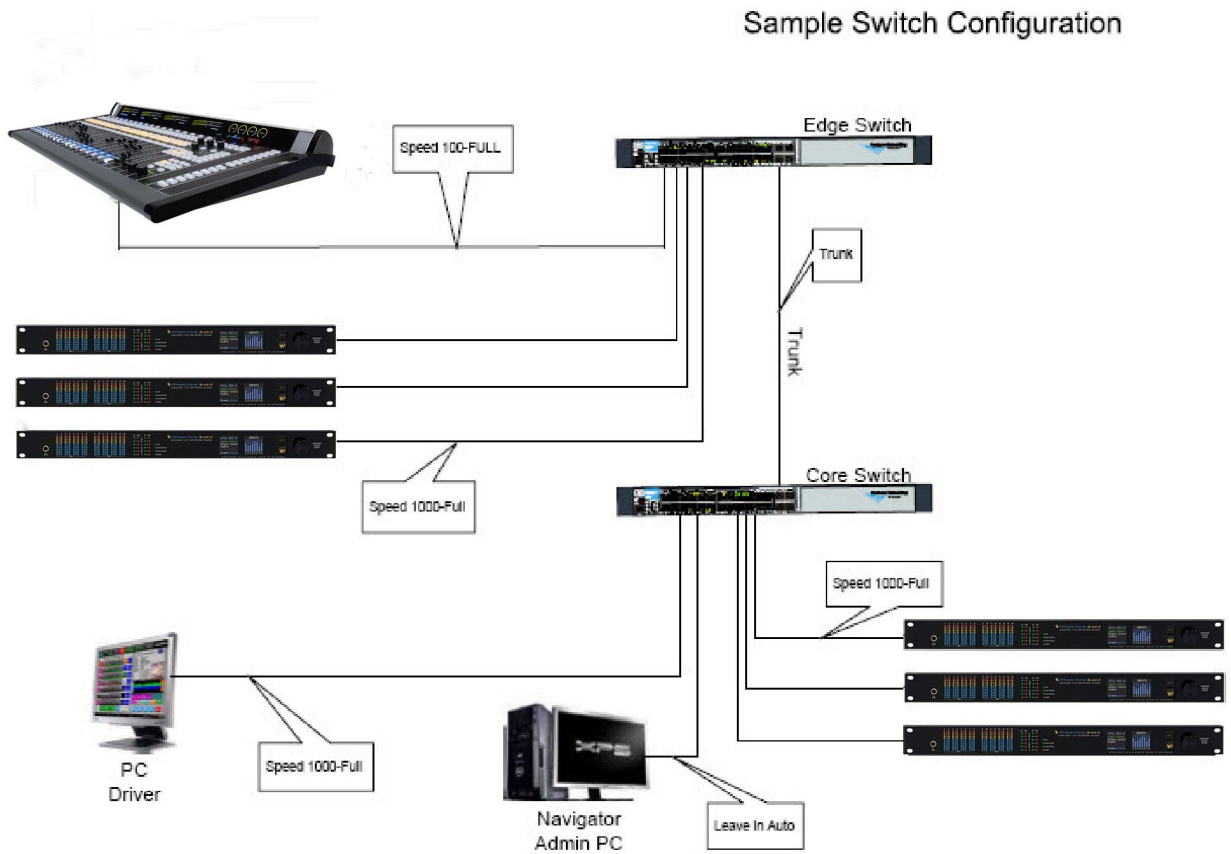 Sample Switch Configuration
Edge Switch
Speed 100-FULL
Trunk
Trunk
Core Switch
Speed 1000-Full
Speed 1000-Full
PC
Driver
Speed 1000-Full
Navigator
Admin PC
Leave In Auto
XPS